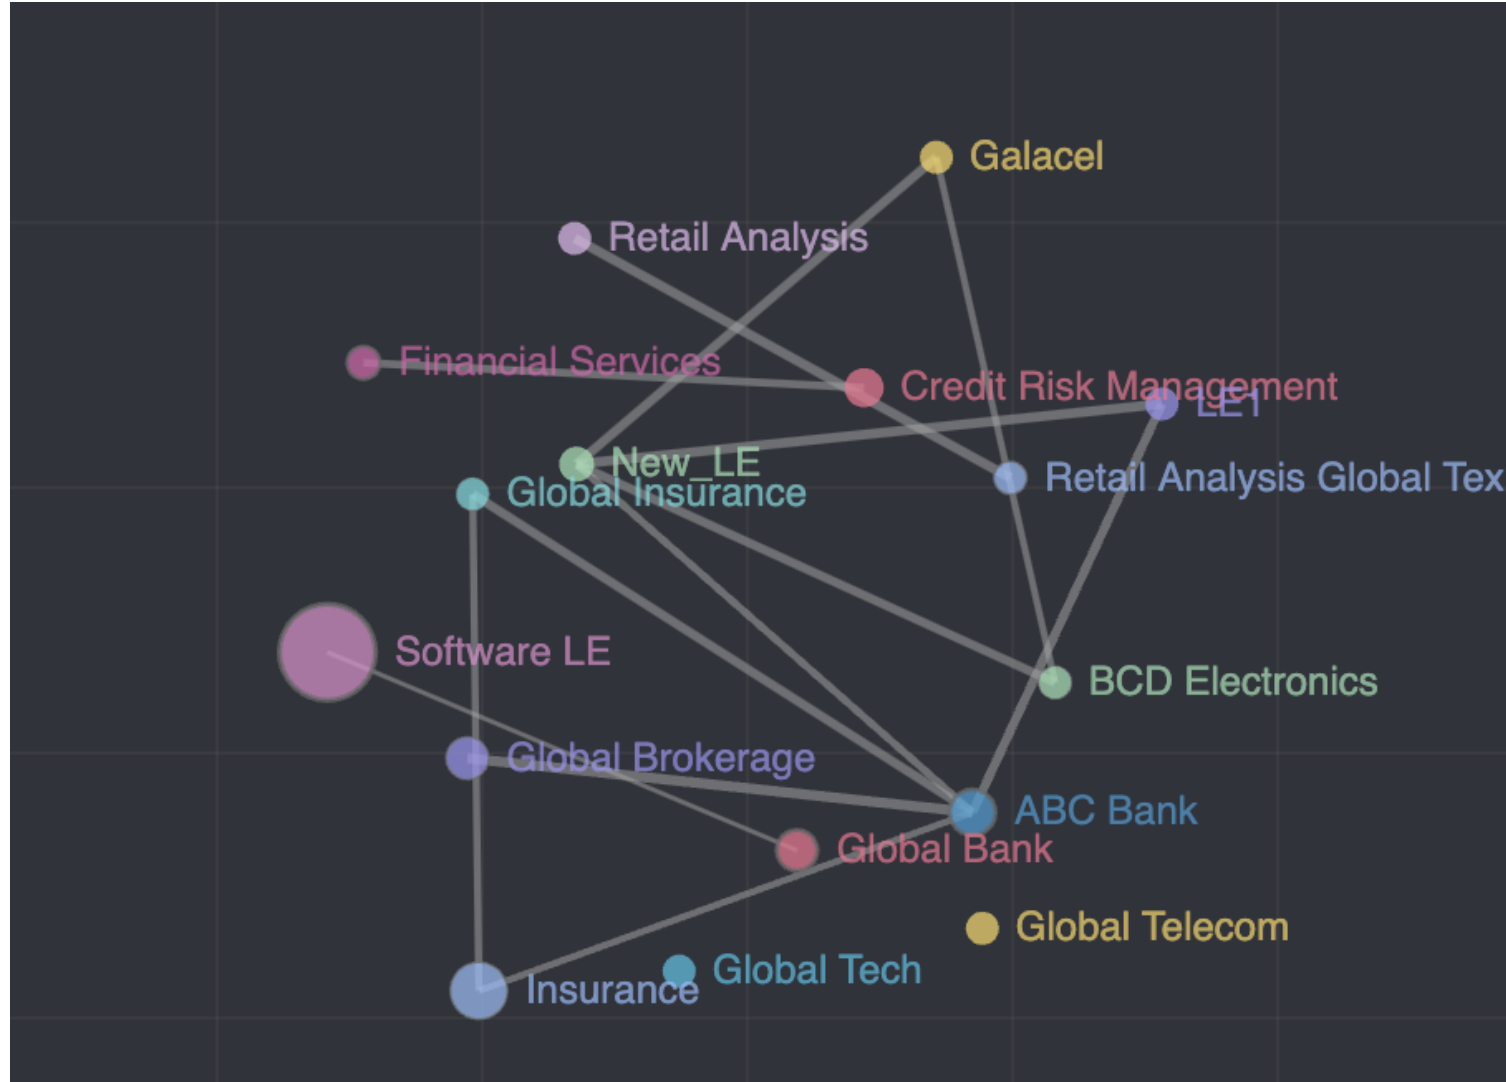 Galacel
Retail Analysis
Financial Services
Credit Risk Management
LE1
New_LE
Retail Analysis Global Tex
Global Insurance
Software LE
BCD Electronics
Global Brokerage
ABC Bank
Global Bank
Global Telecom
Global Tech
Insurance